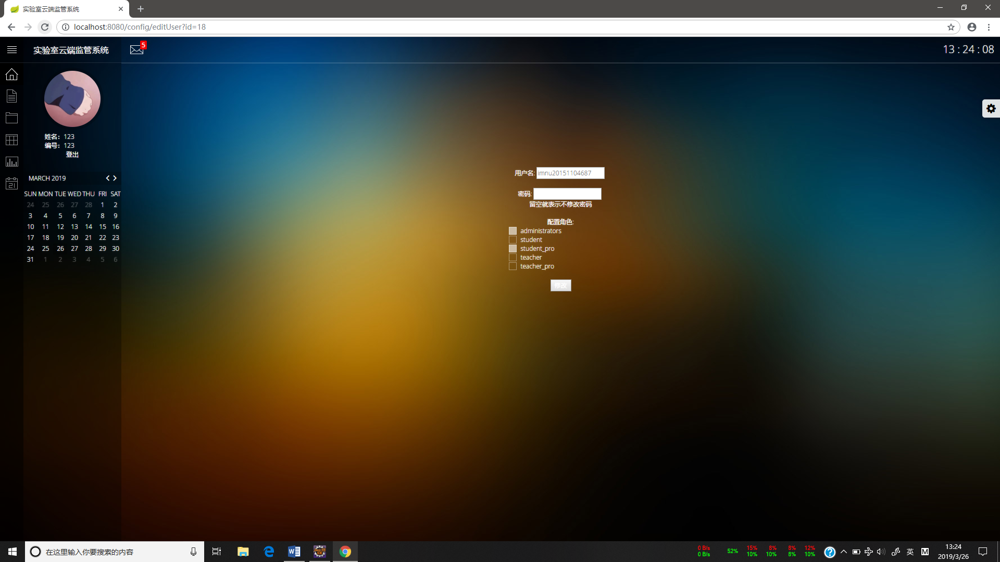 实验室云端监管系统
localhost:8080/config/editUser?id=18
实验室云端监管系统
5
13 : 24 : 08
姓名：123
编号：123
登出
MARCH 2019
SUN MON TUE WED THU FRI SAT
24 25 26 27 28 1 2
3 4 5 6 7 8 9
10 11 12 13 14 15 16
17 18 19 20 21 22 23
24 25 26 27 28 29 30
31 1 2 3 4 5 6
21
用户名: imnu20151104687
密码:
留空就表示不修改密码
配置角色:
administrators
student
student_pro
teacher
teacher_pro
修改
在这里输入你要搜索的内容
0 B/s 15% 8% 8% 12%
52%
0 B/s 10% 10% 8% 10%
英
M
13:24
2019/3/26